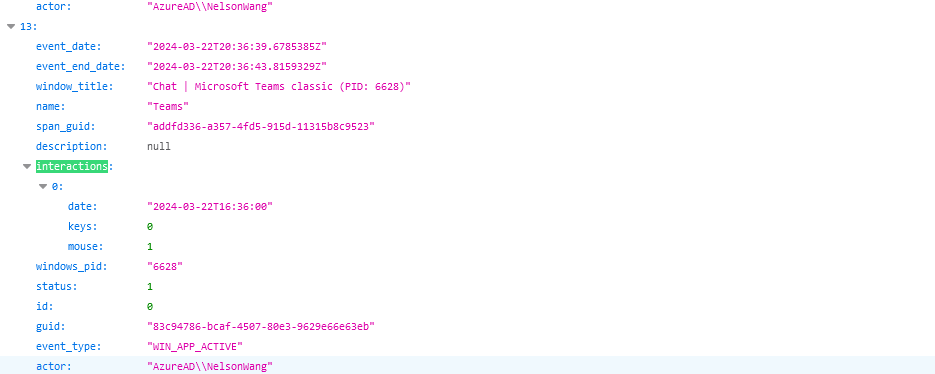 actor: "AzureAD\\NelsonWang"
13:
event_date: "2024-03-22T20:36:39.6785385Z"
event_end_date: "2024-03-22T20:36:43.8159329Z"
window_title: "Chat | Microsoft Teams classic (PID: 6628)"
name: "Teams"
span_guid: "addfd336-a357-4fd5-915d-11315b8c9523"
description: null
interactions:
0:
date: "2024-03-22T16:36:00"
keys: 0
mouse: 1
windows_pid: "6628"
status: 1
id: 0
guid: "83c94786-bcaf-4507-80e3-9629e66e63eb"
event_type: "WIN_APP_ACTIVE"
actor: "AzureAD\\NelsonWang"